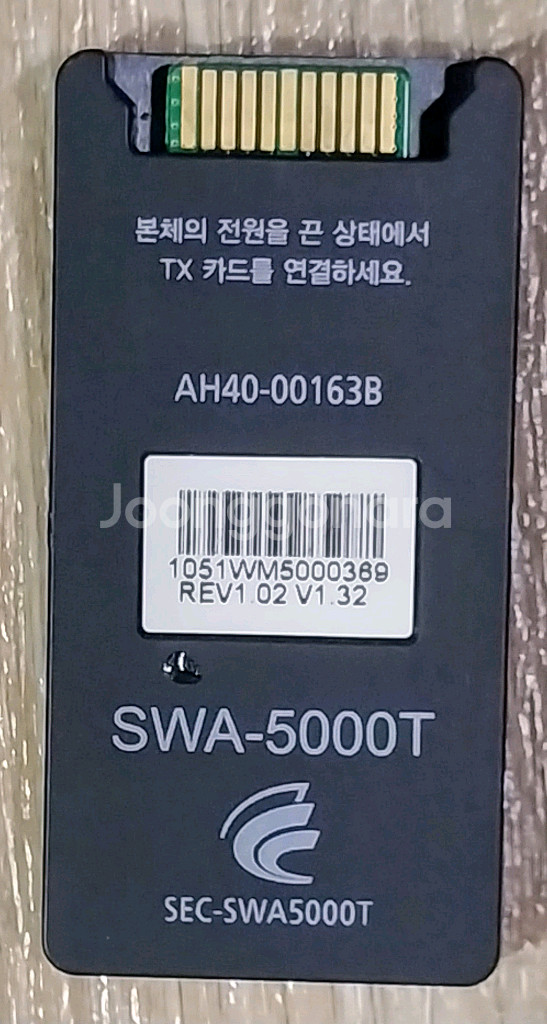 본체의 전원을 끈 상태에서
TX 카드를 연결하세요.
AH40-00163B
Joonggonara
1051WM5000369
REV1.02 V1.32
SWA-5000T
SEC-SWA5000T